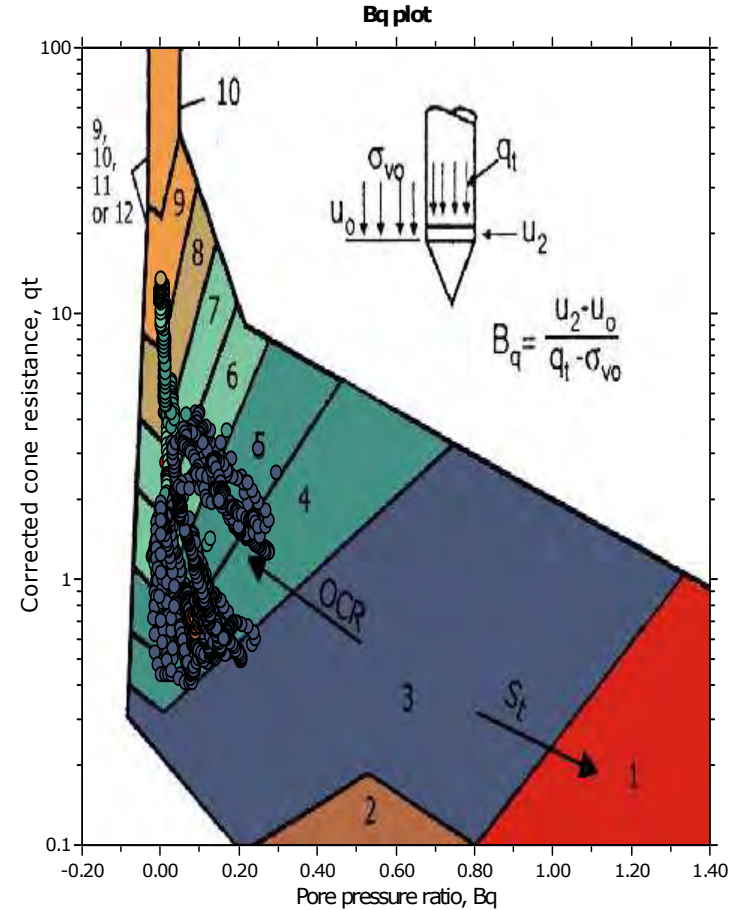 Bq plot
100
10
1
0.1
Corrected cone resistance, qt
9,
10,
11
or 12
10
9
8
7
6
5
4
3
2
1
σvo
qt
uo
u2
Bq = u2-uo
qt -σvo
OCR
St
-0.20 0.00 0.20 0.40 0.60 0.80 1.00 1.20 1.40
Pore pressure ratio, Bq